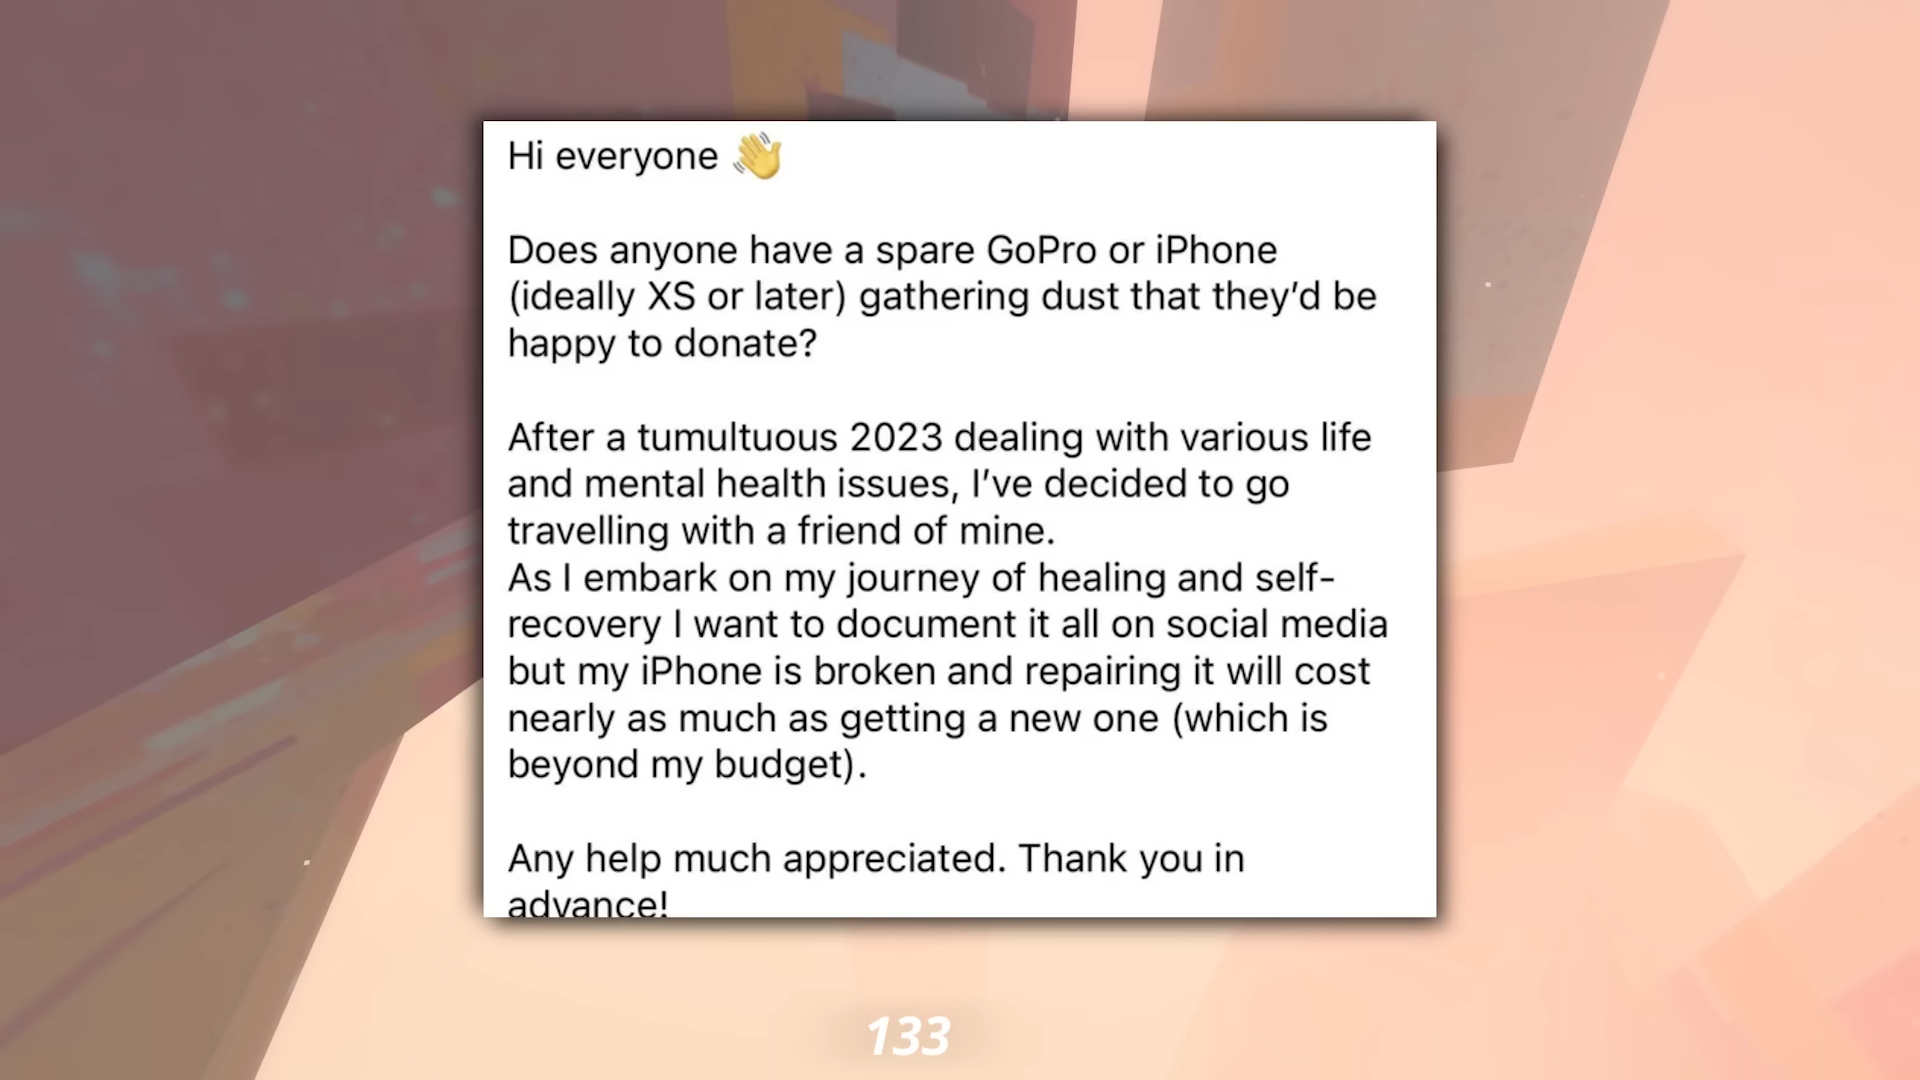 Hi everyone 👋
Does anyone have a spare GoPro or iPhone
(ideally XS or later) gathering dust that they’d be
happy to donate?
After a tumultuous 2023 dealing with various life
and mental health issues, I’ve decided to go
travelling with a friend of mine.
As I embark on my journey of healing and self-
recovery I want to document it all on social media
but my iPhone is broken and repairing it will cost
nearly as much as getting a new one (which is
beyond my budget).
Any help much appreciated. Thank you in
advance!
133